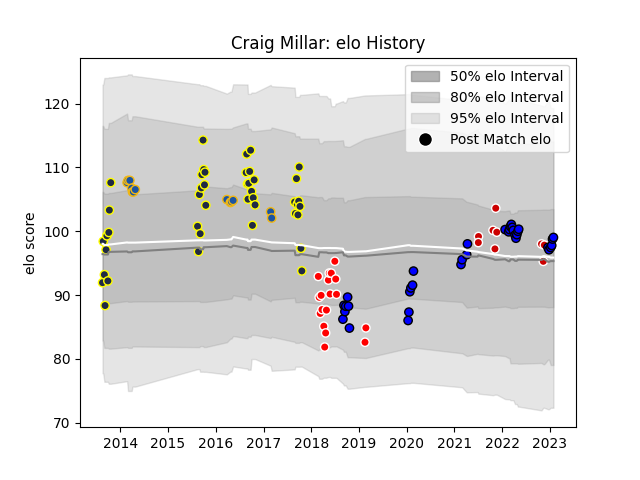 Craig Millar: elo History
50% elo Interval
80% elo Interval
95% elo Interval
Post Match elo
elo score
120
110
100
90
80
70
2014 2015 2016 2017 2018 2019 2020 2021 2022 2023